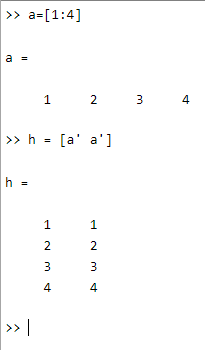 >> a=[1:4]
a =
1 2 3 4
>> h = [a' a']
h =
1 1
2 2
3 3
4 4
>>